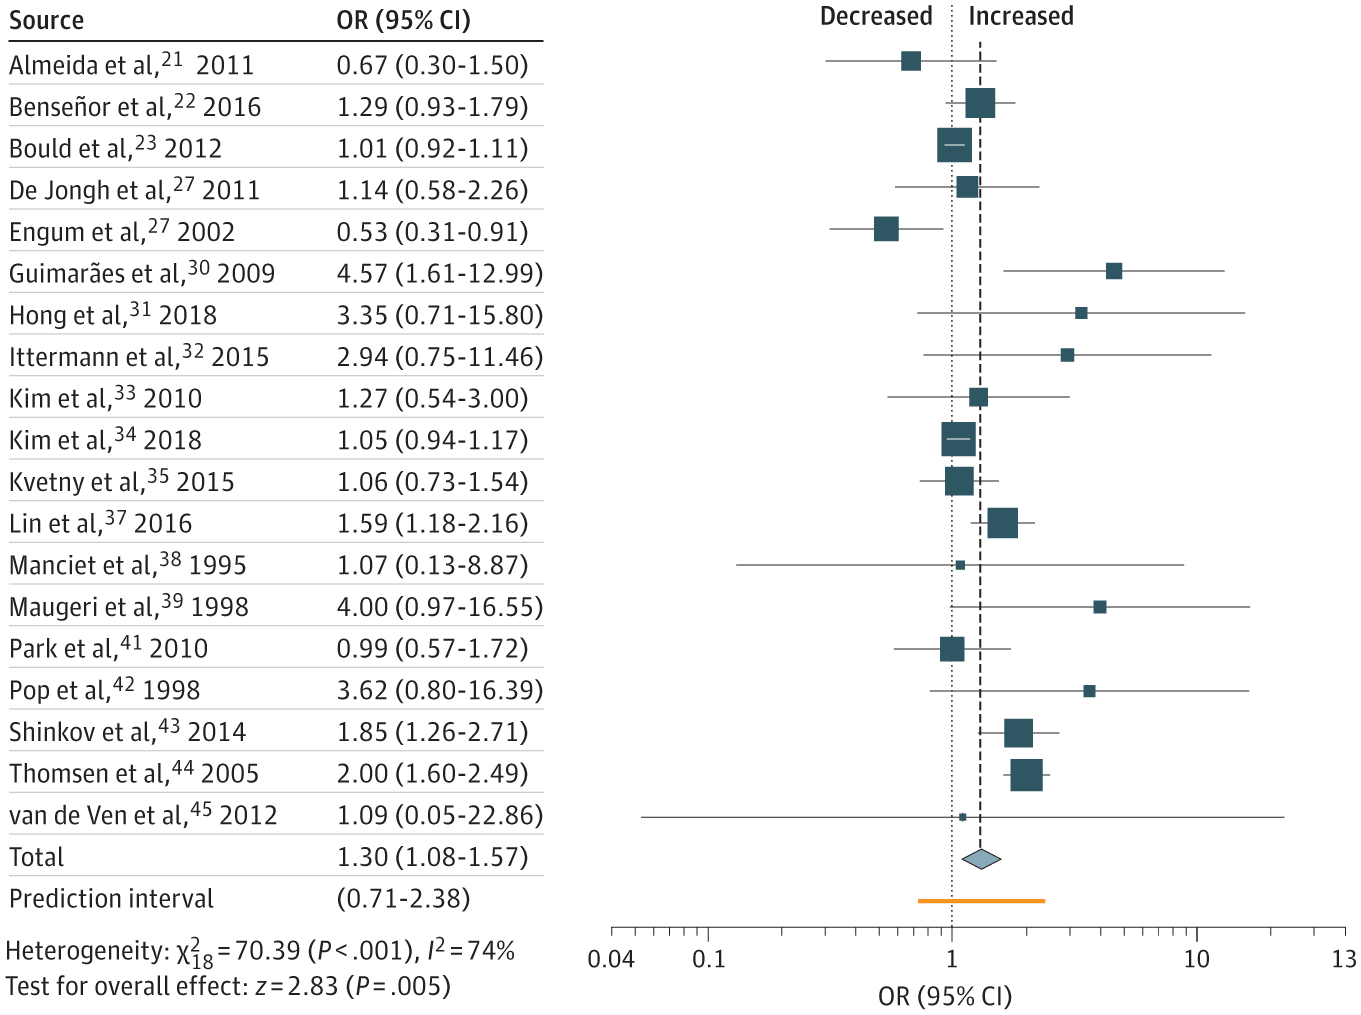 Source OR (95% CI) Decreased Increased
Almeida et al,21 2011 0.67 (0.30-1.50)
Benseñor et al,22 2016 1.29 (0.93-1.79)
Bould et al,23 2012 1.01 (0.92-1.11)
De Jongh et al,27 2011 1.14 (0.58-2.26)
Engum et al,27 2002 0.53 (0.31-0.91)
Guimarães et al,30 2009 4.57 (1.61-12.99)
Hong et al,31 2018 3.35 (0.71-15.80)
Ittermann et al,32 2015 2.94 (0.75-11.46)
Kim et al,33 2010 1.27 (0.54-3.00)
Kim et al,34 2018 1.05 (0.94-1.17)
Kvetny et al,35 2015 1.06 (0.73-1.54)
Lin et al,37 2016 1.59 (1.18-2.16)
Manciet et al,38 1995 1.07 (0.13-8.87)
Maugeri et al,39 1998 4.00 (0.97-16.55)
Park et al,41 2010 0.99 (0.57-1.72)
Pop et al,42 1998 3.62 (0.80-16.39)
Shinkov et al,43 2014 1.85 (1.26-2.71)
Thomsen et al,44 2005 2.00 (1.60-2.49)
van de Ven et al,45 2012 1.09 (0.05-22.86)
Total 1.30 (1.08-1.57)
Prediction interval (0.71-2.38)
Heterogeneity: χ²₁₈ = 70.39 (P < .001), I² = 74%
Test for overall effect: z = 2.83 (P = .005)
0.04 0.1 1 10 13
OR (95% CI)